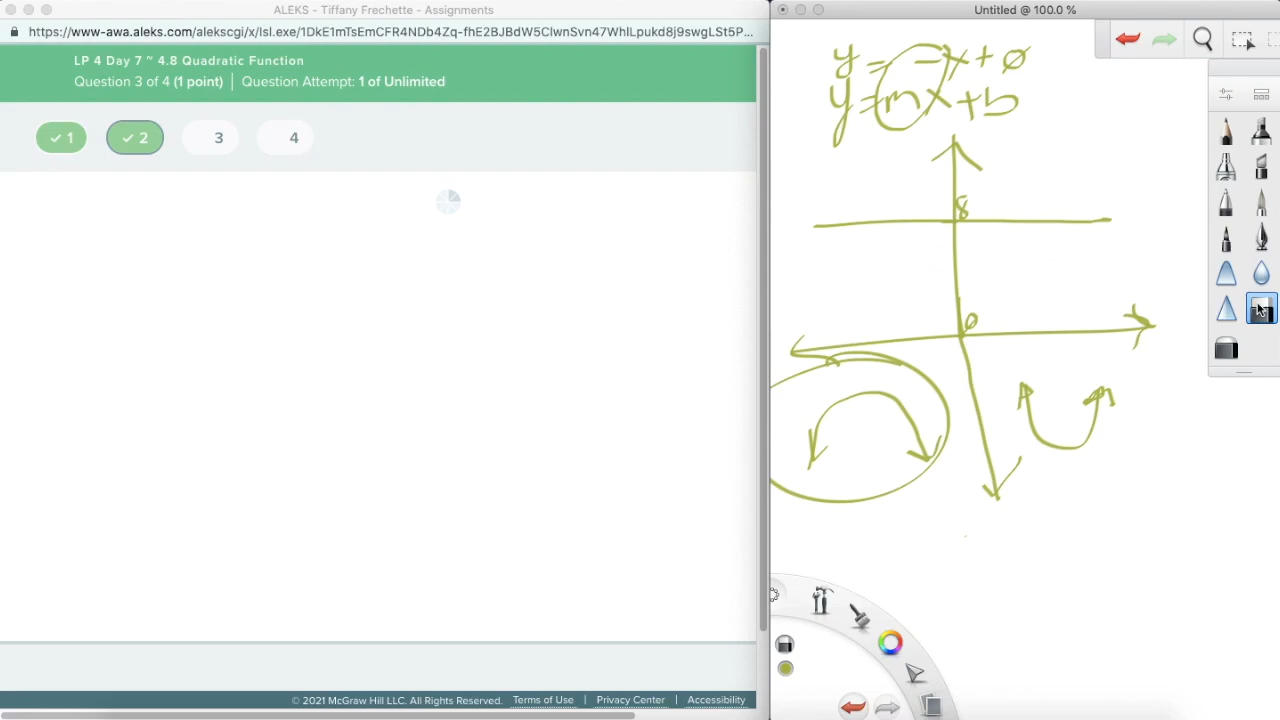 ALEKS - Tiffany Frechette - Assignments
https://www-awa.aleks.com/alekscgi/x/Isl.exe/1DkE1mTsEmCFR4NDb4Zq-fhE2BJBdW5ClwnSvn47WhlLpukd8j9swgLSt5P...
LP 4 Day 7 ~ 4.8 Quadratic Function
Question 3 of 4 (1 point) | Question Attempt: 1 of Unlimited
✓ 1 ✓ 2 3 4
© 2021 McGraw Hill LLC. All Rights Reserved. Terms of Use | Privacy Center | Accessibility
Untitled @ 100.0 %
y = -x + 0
y = mx + b
8
0